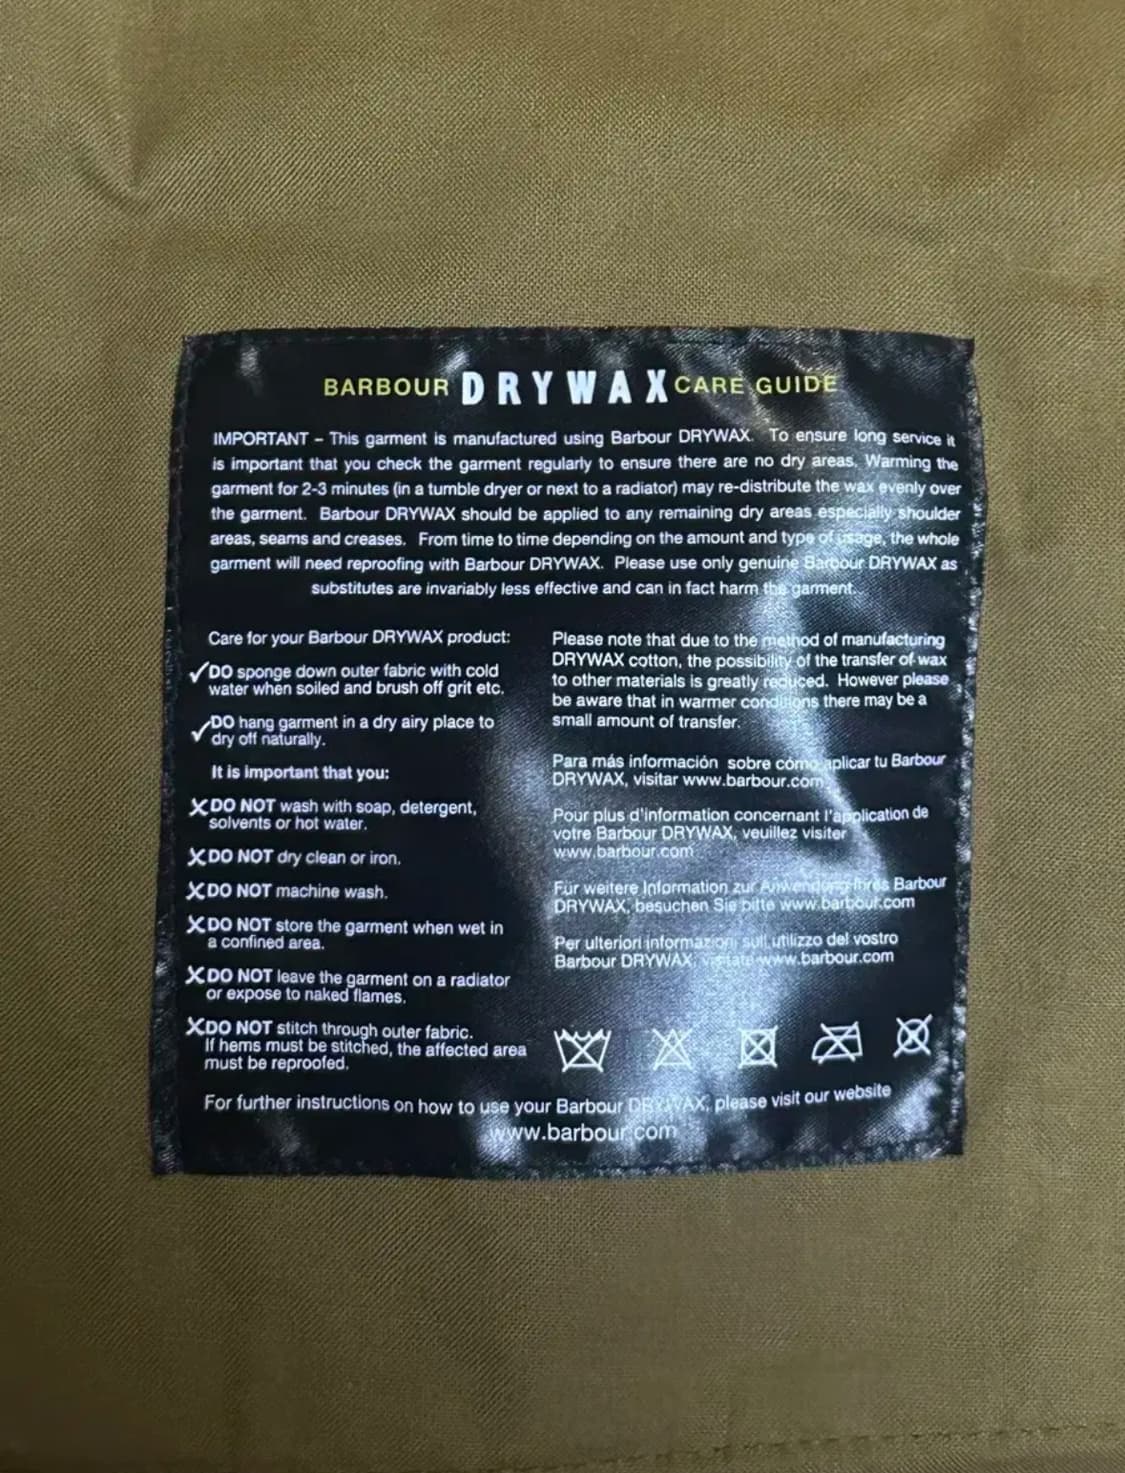 BARBOUR DRYWAX CARE GUIDE
IMPORTANT – This garment is manufactured using Barbour DRYWAX. To ensure long service it
is important that you check the garment regularly to ensure there are no dry areas. Warming the
garment for 2-3 minutes (in a tumble dryer or next to a radiator) may re-distribute the wax evenly over
the garment. Barbour DRYWAX should be applied to any remaining dry areas especially shoulder
areas, seams and creases. From time to time depending on the amount and type of usage, the whole
garment will need reproofing with Barbour DRYWAX. Please use only genuine Barbour DRYWAX as
substitutes are invariably less effective and can in fact harm the garment.
Care for your Barbour DRYWAX product:
DO sponge down outer fabric with cold
water when soiled and brush off grit etc.
DO hang garment in a dry airy place to
dry off naturally.
It is important that you:
DO NOT wash with soap, detergent,
solvents or hot water.
DO NOT dry clean or iron.
DO NOT machine wash.
DO NOT store the garment when wet in
a confined area.
DO NOT leave the garment on a radiator
or expose to naked flames.
DO NOT stitch through outer fabric.
If hems must be stitched, the affected area
must be reproofed.
Please note that due to the method of manufacturing
DRYWAX cotton, the possibility of the transfer of wax
to other materials is greatly reduced. However please
be aware that in warmer conditions there may be a
small amount of transfer.
Para más información sobre cómo aplicar tu Barbour
DRYWAX, visitar www.barbour.com
Pour plus d'information concernant l'application de
votre Barbour DRYWAX, veuillez visiter
www.barbour.com
Für weitere Information zur Anwendung Ihres Barbour
DRYWAX, besuchen Sie bitte www.barbour.com
Per ulteriori informazioni sull utilizzo del vostro
Barbour DRYWAX, visitate www.barbour.com
For further instructions on how to use your Barbour DRYWAX, please visit our website
www.barbour.com